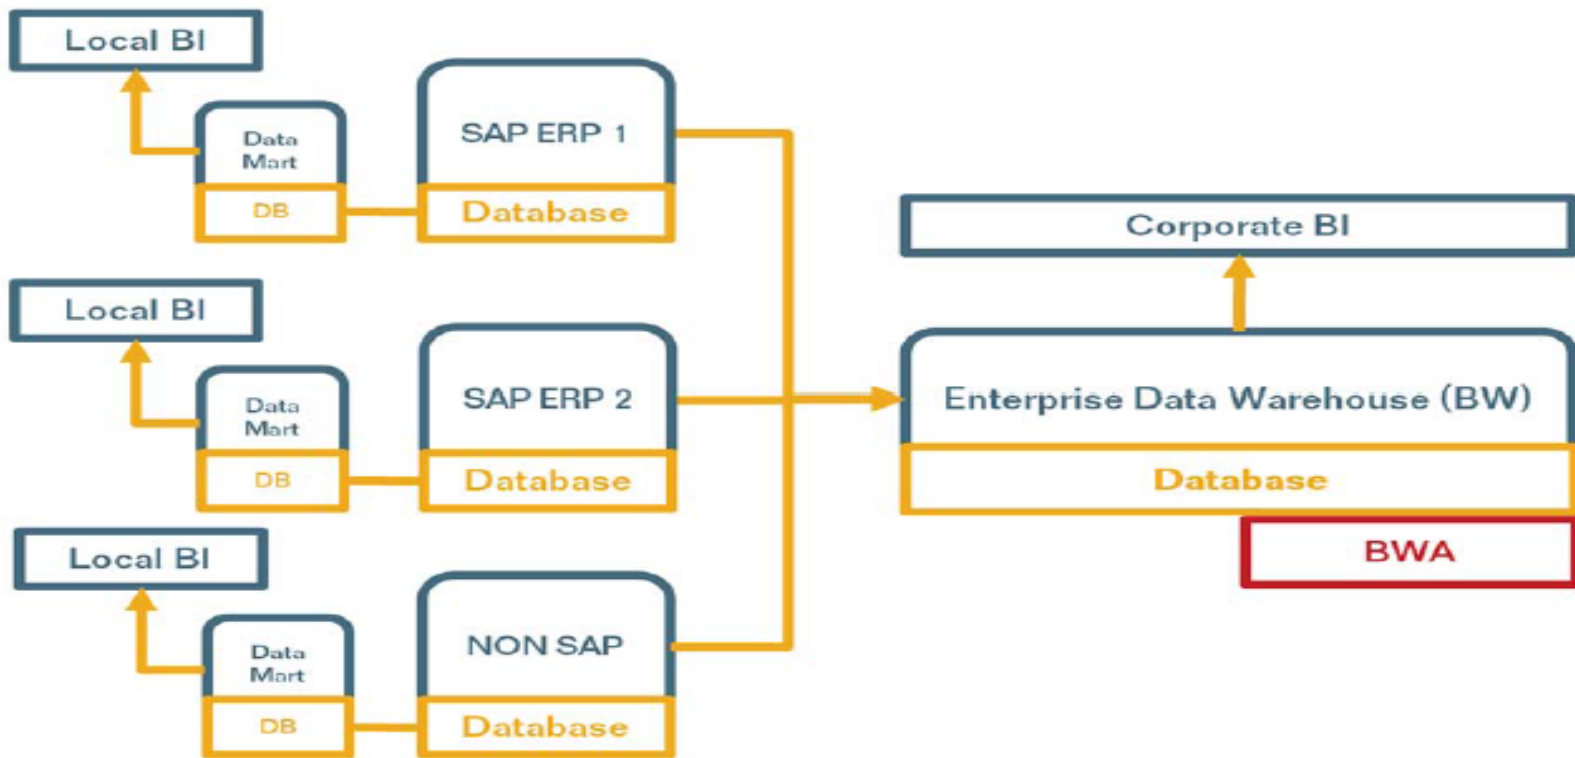 Local BI
Data
Mart
DB
SAP ERP 1
Database
Local BI
Data
Mart
DB
SAP ERP 2
Database
Local BI
Data
Mart
DB
NON SAP
Database
Corporate BI
Enterprise Data Warehouse (BW)
Database
BWA